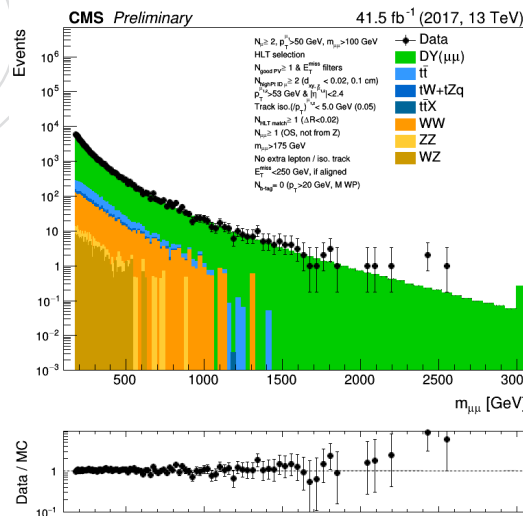 CMS Preliminary 41.5 fb⁻¹ (2017, 13 TeV)
Events
10⁶
10⁵
10⁴
10³
10²
10
1
10⁻¹
10⁻²
10⁻³
N_μ ≥ 2, p_T^μ>50 GeV, m_μμ>100 GeV
HLT selection
N_good PV ≥ 1 & E_T^miss filters
N_highPt ID μ ≥ 2 (d_xy,z < 0.02, 0.1 cm)
>53 GeV & |η|<2.4
Track iso.(/p_T) < 5.0 GeV (0.05)
N_HLT match ≥ 1 (ΔR<0.02)
N_μμ ≥ 1 (OS, not from Z)
m_μμ>175 GeV
No extra lepton / iso. track
E_T^miss<250 GeV, if aligned
N_b-tag = 0 (p_T>20 GeV, M WP)
Data
DY(μμ)
tt̄
tW+tZq
tt̄X
WW
ZZ
WZ
500 1000 1500 2000 2500 3000
m_μμ [GeV]
Data / MC
1
10⁻¹